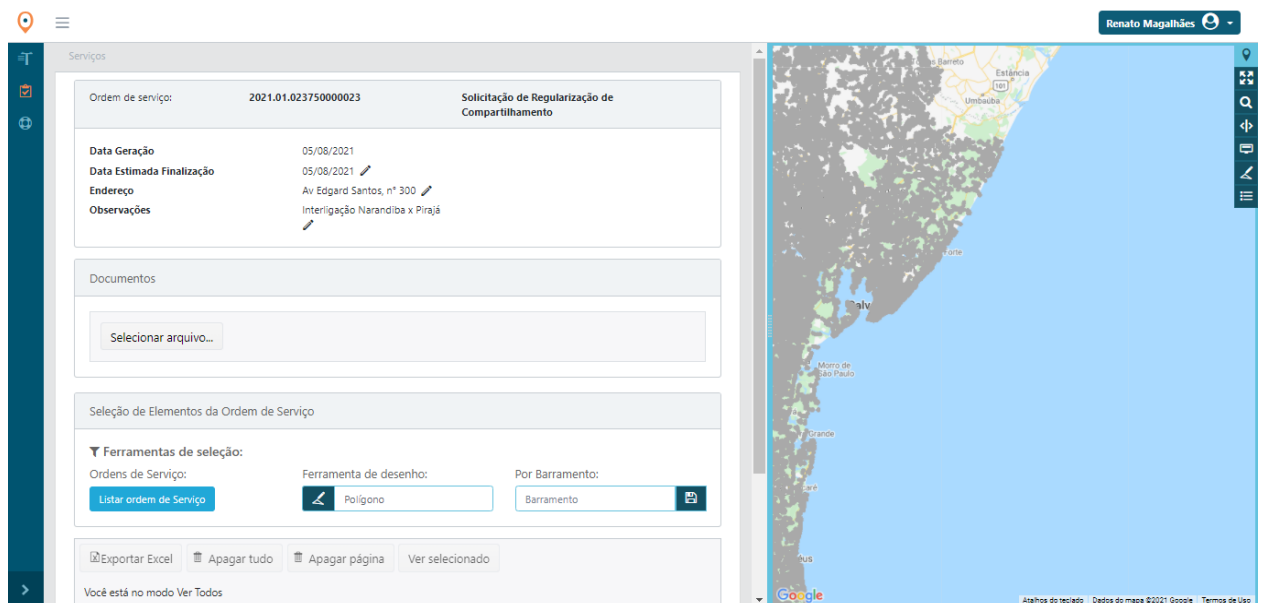 Renato Magalhães
Serviços
Ordem de serviço: 2021.01.023750000023 Solicitação de Regularização de
Compartilhamento
Data Geração 05/08/2021
Data Estimada Finalização 05/08/2021
Endereço Av Edgard Santos, n° 300
Observações Interligação Narandiba x Pirajá
Documentos
Selecionar arquivo...
Seleção de Elementos da Ordem de Serviço
Ferramentas de seleção:
Ordens de Serviço: Ferramenta de desenho: Por Barramento:
Listar ordem de Serviço Polígono Barramento
Exportar Excel Apagar tudo Apagar página Ver selecionado
Você está no modo Ver Todos
Barreto
Estância
101
Umbaúba
Forte
Salv
Morro de
São Paulo
Grande
Google
Atalhos do teclado Dados do mapa ©2021 Google Termos de Uso